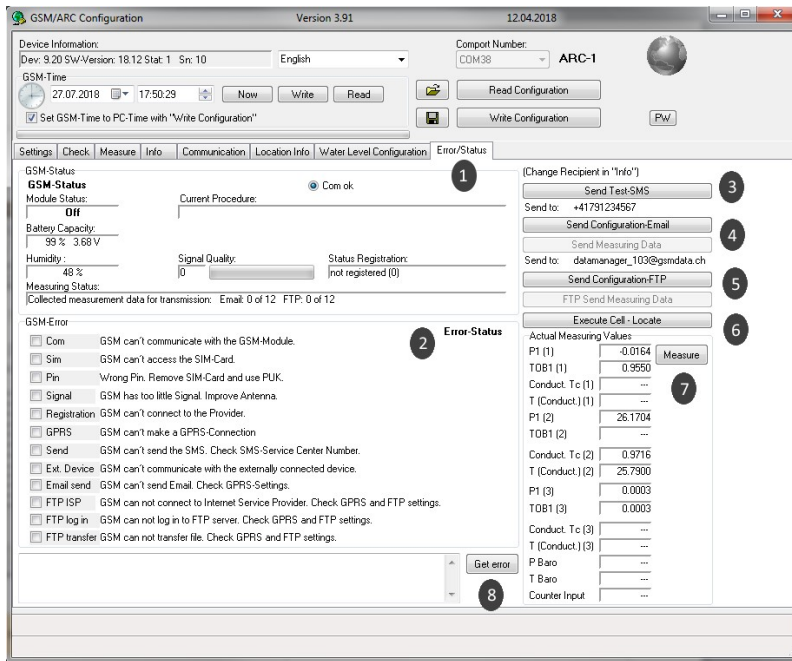 GSM/ARC Configuration Version 3.91 12.04.2018
Device Information:
Dev: 9.20 SW-Version: 18.12 Stat: 1 Sn: 10
English
Comport Number:
COM38
ARC-1
GSM-Time
27.07.2018 17:50:29 Now Write Read
Set GSM-Time to PC-Time with "Write Configuration"
Read Configuration
Write Configuration
PW
Settings Check Measure Info Communication Location Info Water Level Configuration Error/Status
1
GSM-Status
GSM-Status
Com ok
Module Status: Current Procedure:
Off
Battery Capacity:
99 % 3.68 V
Humidity : Signal Quality: Status Registration:
48 % 0 not registered (0)
Measuring Status:
Collected measurement data for transmission: Email: 0 of 12 FTP: 0 of 12
GSM-Error
2
Error-Status
Com GSM can't communicate with the GSM-Module.
Sim GSM can't access the SIM-Card.
Pin Wrong Pin. Remove SIM-Card and use PUK.
Signal GSM has too little Signal. Improve Antenna.
Registration GSM can't connect to the Provider.
GPRS GSM can't make a GPRS-Connection
Send GSM can't send the SMS. Check SMS-Service Center Number.
Ext. Device GSM can't communicate with the externally connected device.
Email send GSM can't send Email. Check GPRS-Settings.
FTP ISP GSM can not connect to Internet Service Provider. Check GPRS and FTP settings.
FTP log in GSM can not log in to FTP server. Check GPRS and FTP settings.
FTP transfer GSM can not transfer file. Check GPRS and FTP settings.
Get error
8
(Change Recipient in "Info")
Send Test-SMS
3
Send to: +41791234567
Send Configuration-Email
4
Send Measuring Data
Send to: datamanager_103@gsmdata.ch
Send Configuration-FTP
5
FTP Send Measuring Data
Execute Cell - Locate
6
Actual Measuring Values
P1 (1) -0.0164
Measure
7
TOB1 (1) 0.9550
Conduct. Tc (1) ---
T (Conduct.) (1) ---
P1 (2) 26.1704
TOB1 (2) ---
Conduct. Tc (2) 0.9716
T (Conduct.) (2) 25.7900
P1 (3) 0.0003
TOB1 (3) 0.0003
Conduct. Tc (3) ---
T (Conduct.) (3) ---
P Baro ---
T Baro ---
Counter Input ---